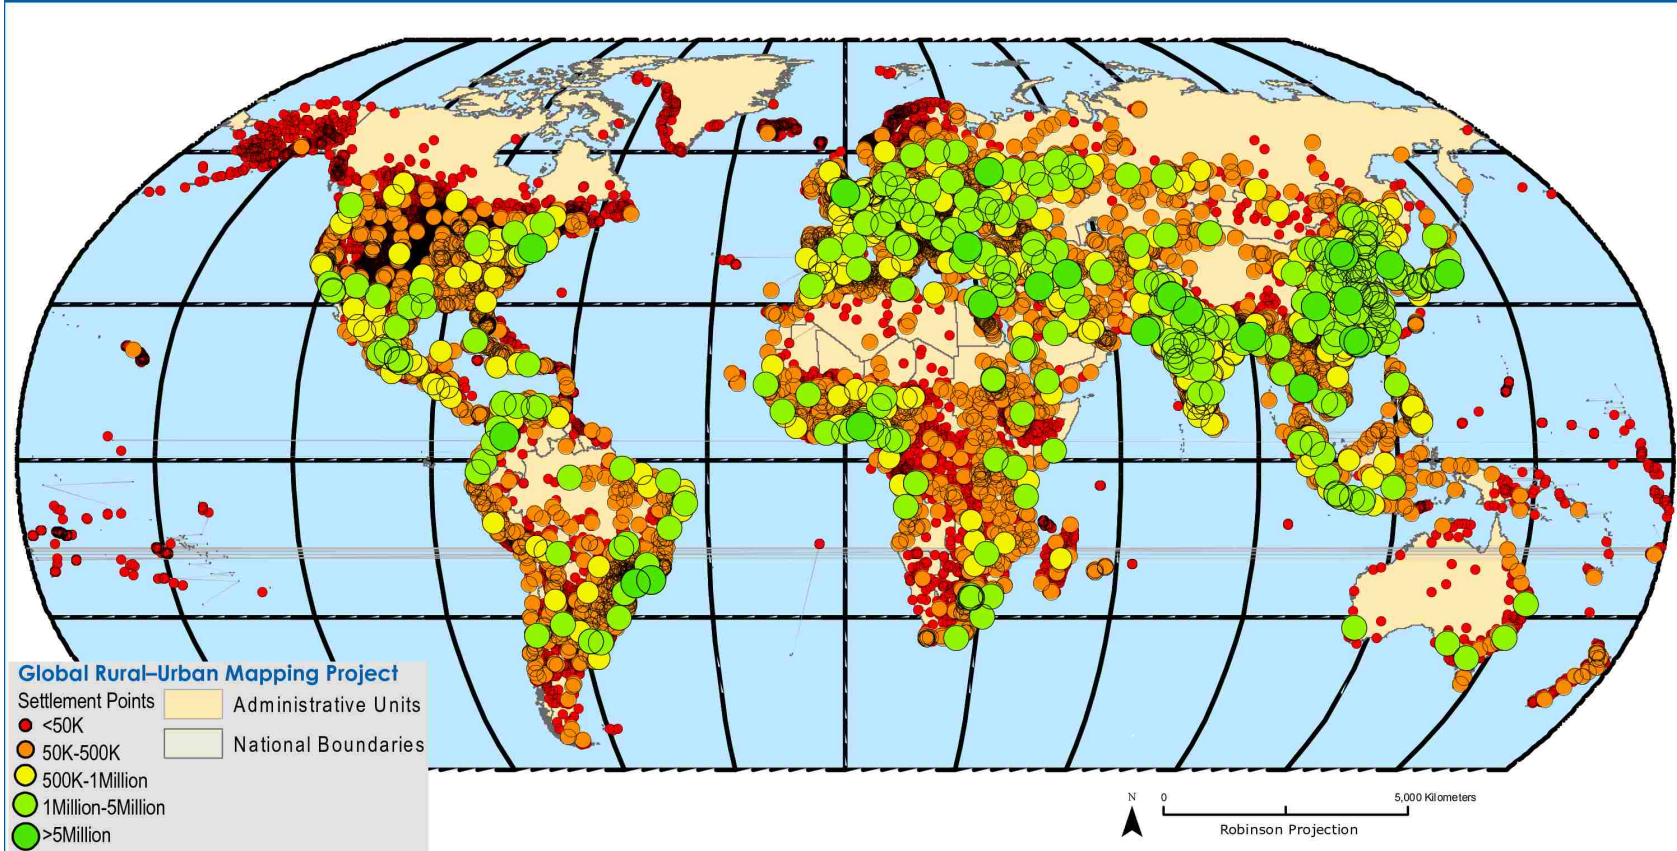 Global Rural–Urban Mapping Project
Settlement Points
<50K
50K-500K
500K-1Million
1Million-5Million
>5Million
Administrative Units
National Boundaries
N
0
5,000 Kilometers
Robinson Projection